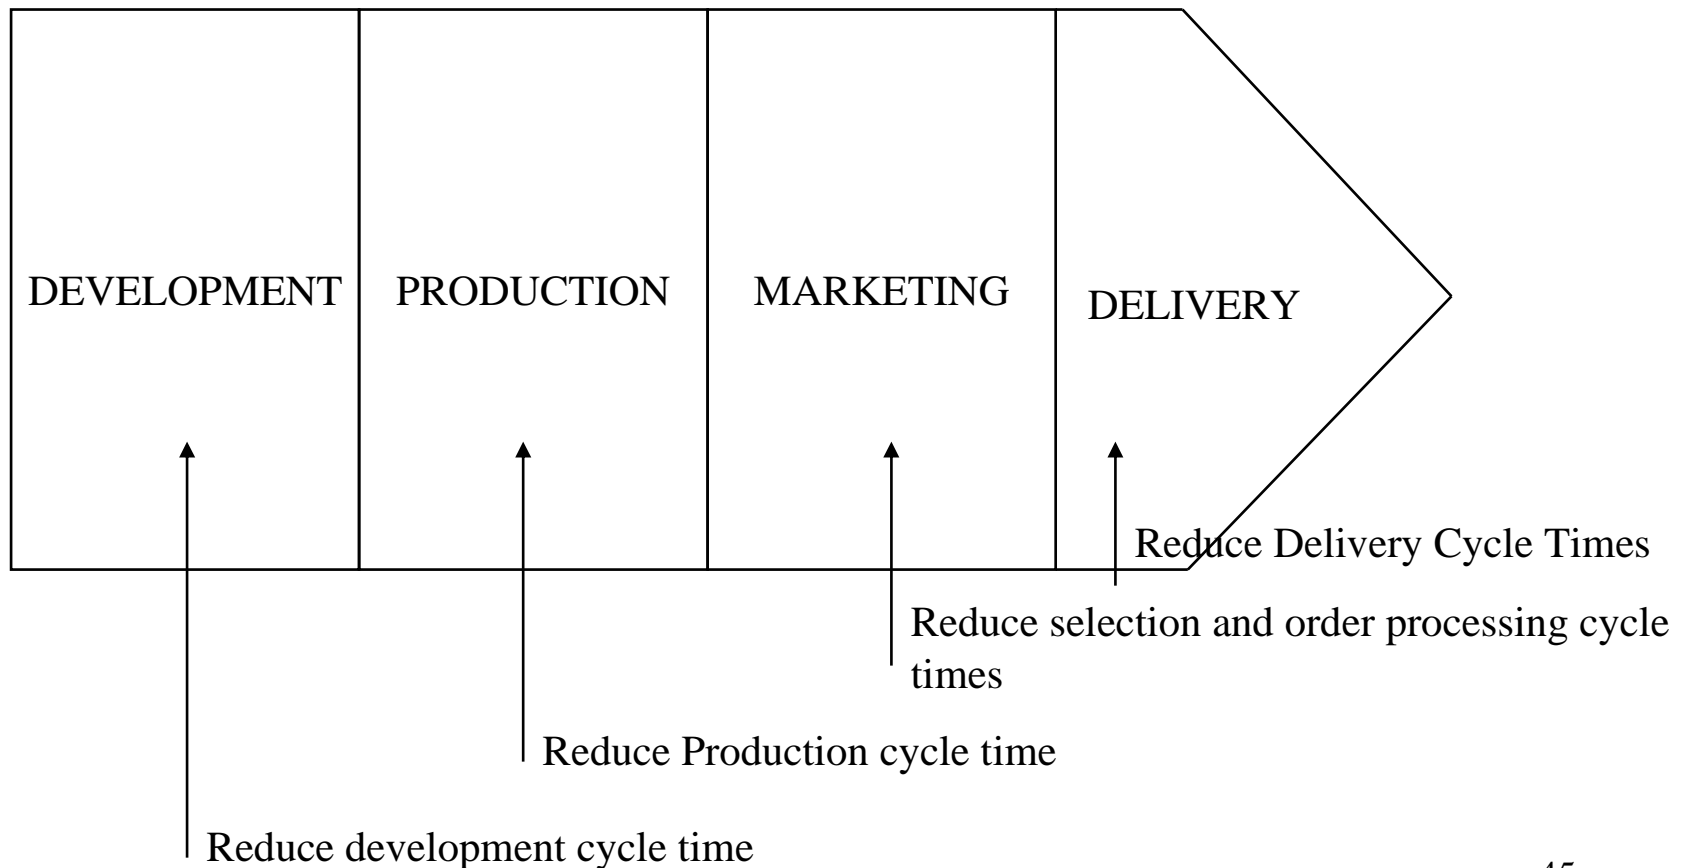 DEVELOPMENT
PRODUCTION
MARKETING
DELIVERY
Reduce Delivery Cycle Times
Reduce selection and order processing cycle
times
Reduce Production cycle time
Reduce development cycle time
45